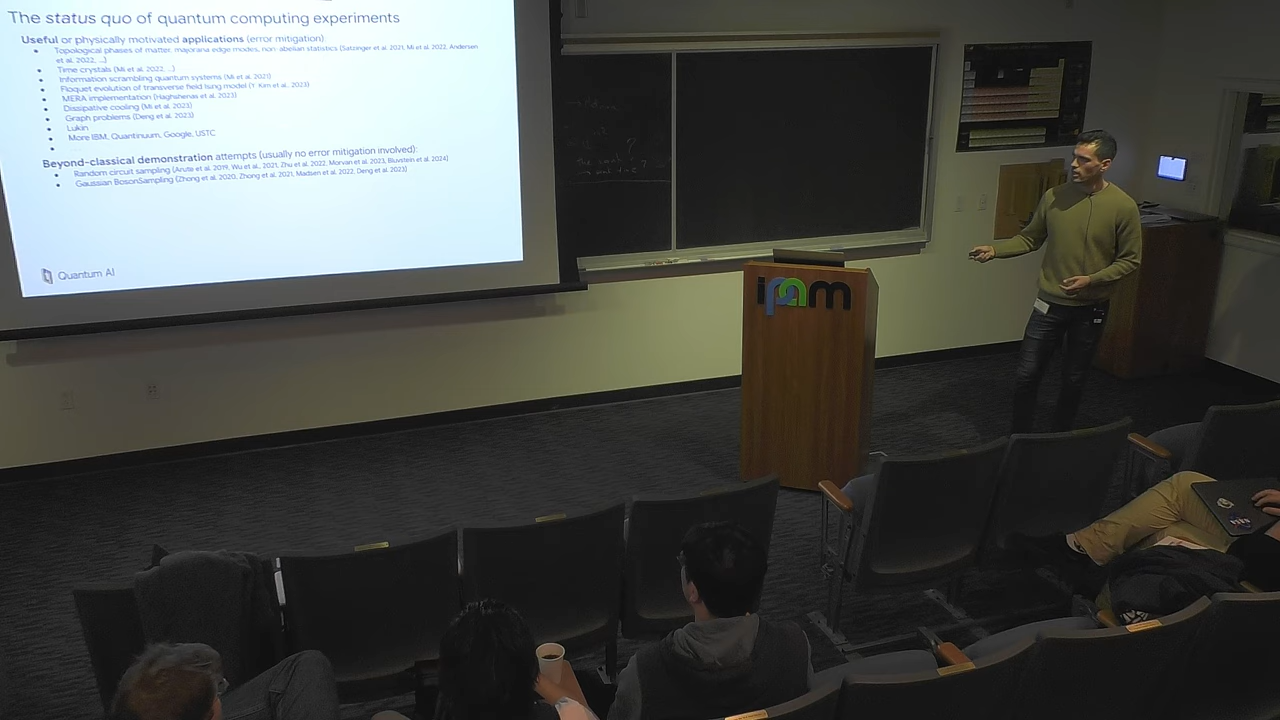 The status quo of quantum computing experiments
Useful or physically motivated applications (error mitigation)
Topological phases of matter, majorana edge modes, non-abelian statistics (Satzinger et al. 2021, Mi et al. 2022, Andersen
et al. 2022, ...)
Time crystals (Mi et al. 2022, ...)
Information scrambling quantum systems (Mi et al. 2021)
Floquet evolution of transverse field Ising model (Y. Kim et al., 2023)
MERA implementation (Haghshenas et al. 2023)
Dissipative cooling (Mi et al. 2023)
Graph problems (Deng et al. 2023)
Lukin
More IBM, Quantinuum, Google, USTC
Beyond-classical demonstration attempts (usually no error mitigation involved):
Random circuit sampling (Arute et al. 2019, Wu et al., 2021, Zhu et al. 2022, Morvan et al. 2023, Bluvstein et al. 2024)
Gaussian BosonSampling (Zhong et al. 2020, Zhong et al. 2021, Madsen et al. 2022, Deng et al. 2023)
Quantum AI
ipam